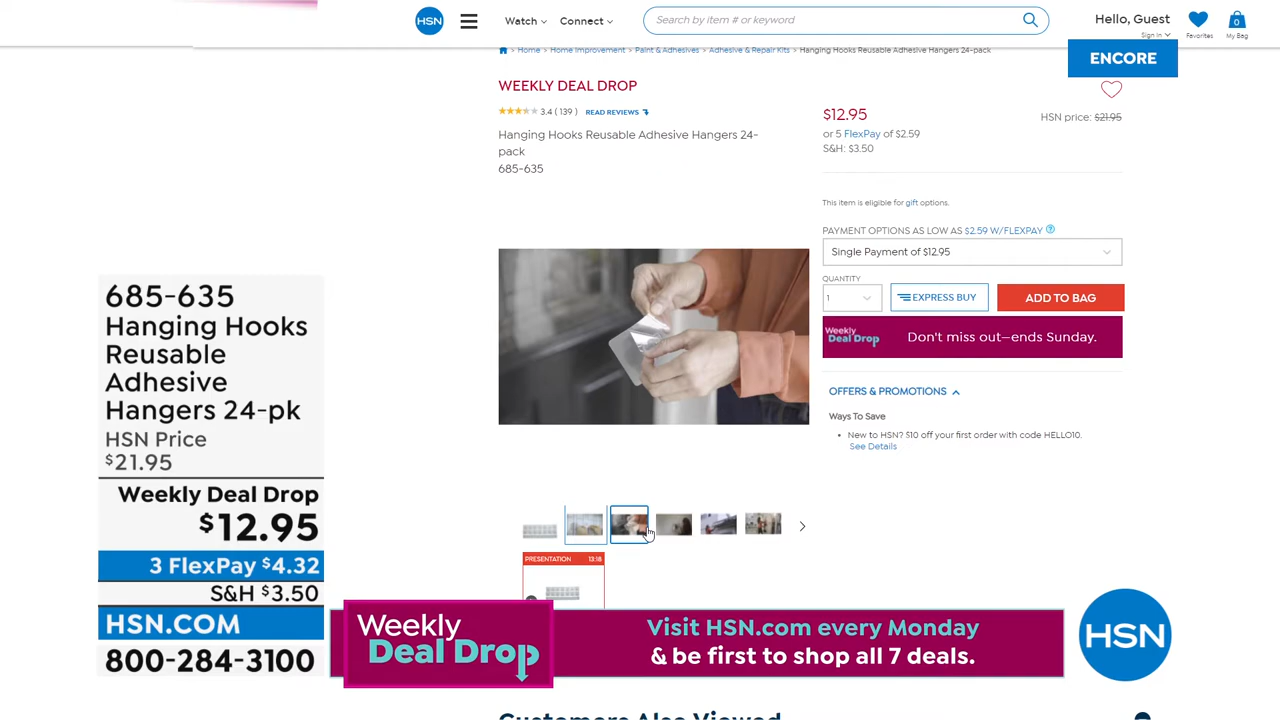 HSN
Watch
Connect
Search by item # or keyword
Hello, Guest
Sign In
Favorites
0
My Bag
ENCORE
> Home > Home Improvement > Paint & Adhesives > Adhesive & Repair Kits > Hanging Hooks Reusable Adhesive Hangers 24-pack
WEEKLY DEAL DROP
3.4 ( 139 ) READ REVIEWS
Hanging Hooks Reusable Adhesive Hangers 24-
pack
685-635
$12.95
HSN price: $21.95
or 5 FlexPay of $2.59
S&H: $3.50
This item is eligible for gift options.
PAYMENT OPTIONS AS LOW AS $2.59 W/FLEXPAY ?
Single Payment of $12.95
QUANTITY
1
EXPRESS BUY
ADD TO BAG
Weekly
Deal Drop
Don't miss out—ends Sunday.
OFFERS & PROMOTIONS
Ways To Save
• New to HSN? $10 off your first order with code HELLO10.
See Details
PRESENTATION 13:18
685-635
Hanging Hooks
Reusable
Adhesive
Hangers 24-pk
HSN Price
$21.95
Weekly Deal Drop
$12.95
3 FlexPay $4.32
S&H $3.50
HSN.COM
800-284-3100
Weekly
Deal Drop
Visit HSN.com every Monday
& be first to shop all 7 deals.
HSN
Customers Also Viewed